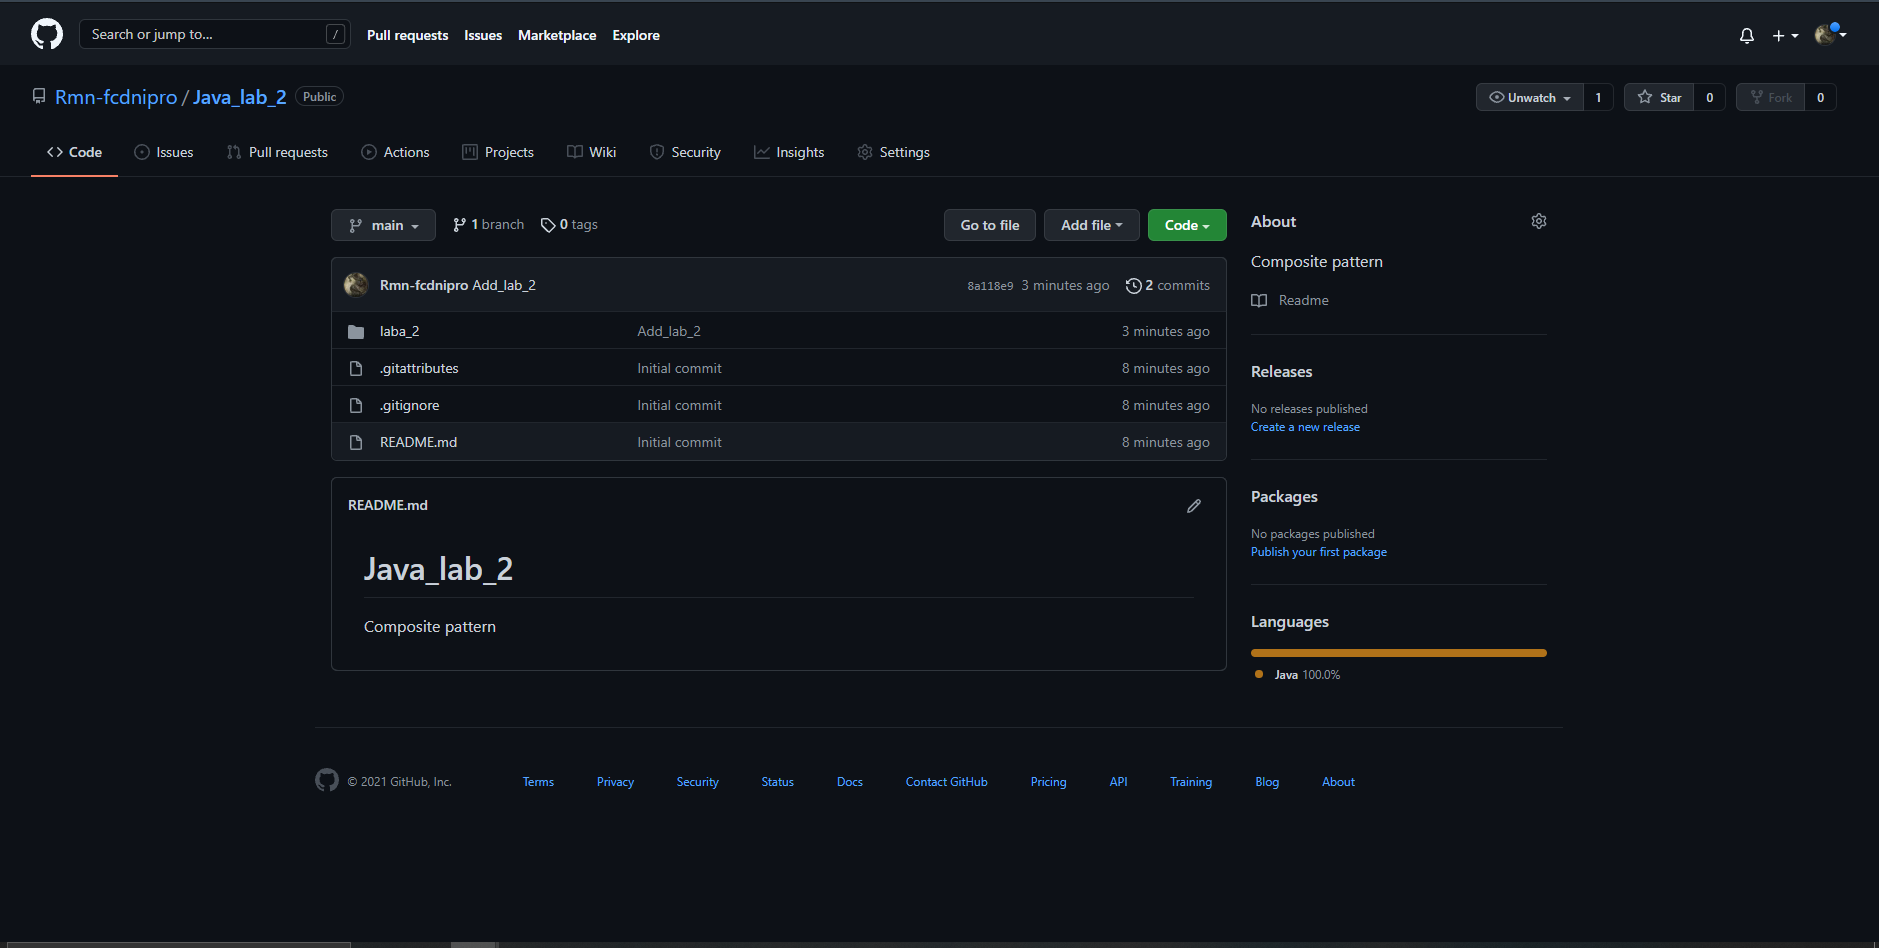 Search or jump to... /
Pull requests Issues Marketplace Explore
Rmn-fcdnipro / Java_lab_2 Public
Unwatch 1 Star 0 Fork 0
Code Issues Pull requests Actions Projects Wiki Security Insights Settings
main 1 branch 0 tags Go to file Add file Code
Rmn-fcdnipro Add_lab_2 8a118e9 3 minutes ago 2 commits
laba_2 Add_lab_2 3 minutes ago
.gitattributes Initial commit 8 minutes ago
.gitignore Initial commit 8 minutes ago
README.md Initial commit 8 minutes ago
README.md
Java_lab_2
Composite pattern
About
Composite pattern
Readme
Releases
No releases published
Create a new release
Packages
No packages published
Publish your first package
Languages
Java 100.0%
© 2021 GitHub, Inc. Terms Privacy Security Status Docs Contact GitHub Pricing API Training Blog About